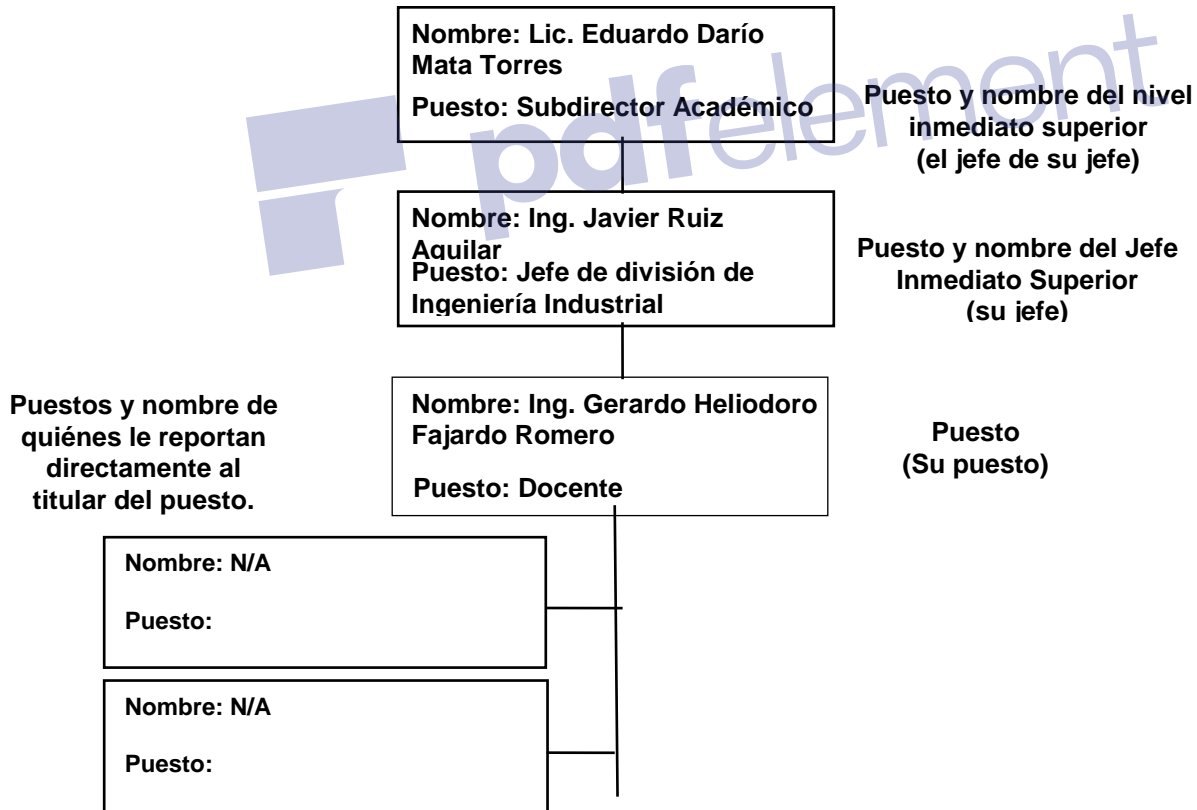 Nombre: Lic. Eduardo Darío
Mata Torres
Puesto: Subdirector Académico
Puesto y nombre del nivel
inmediato superior
(el jefe de su jefe)
pdfelement
Nombre: Ing. Javier Ruiz
Aguilar
Puesto: Jefe de división de
Ingeniería Industrial
Puesto y nombre del Jefe
Inmediato Superior
(su jefe)
Puestos y nombre de
quiénes le reportan
directamente al
titular del puesto.
Nombre: Ing. Gerardo Heliodoro
Fajardo Romero
Puesto: Docente
Puesto
(Su puesto)
Nombre: N/A
Puesto:
Nombre: N/A
Puesto: